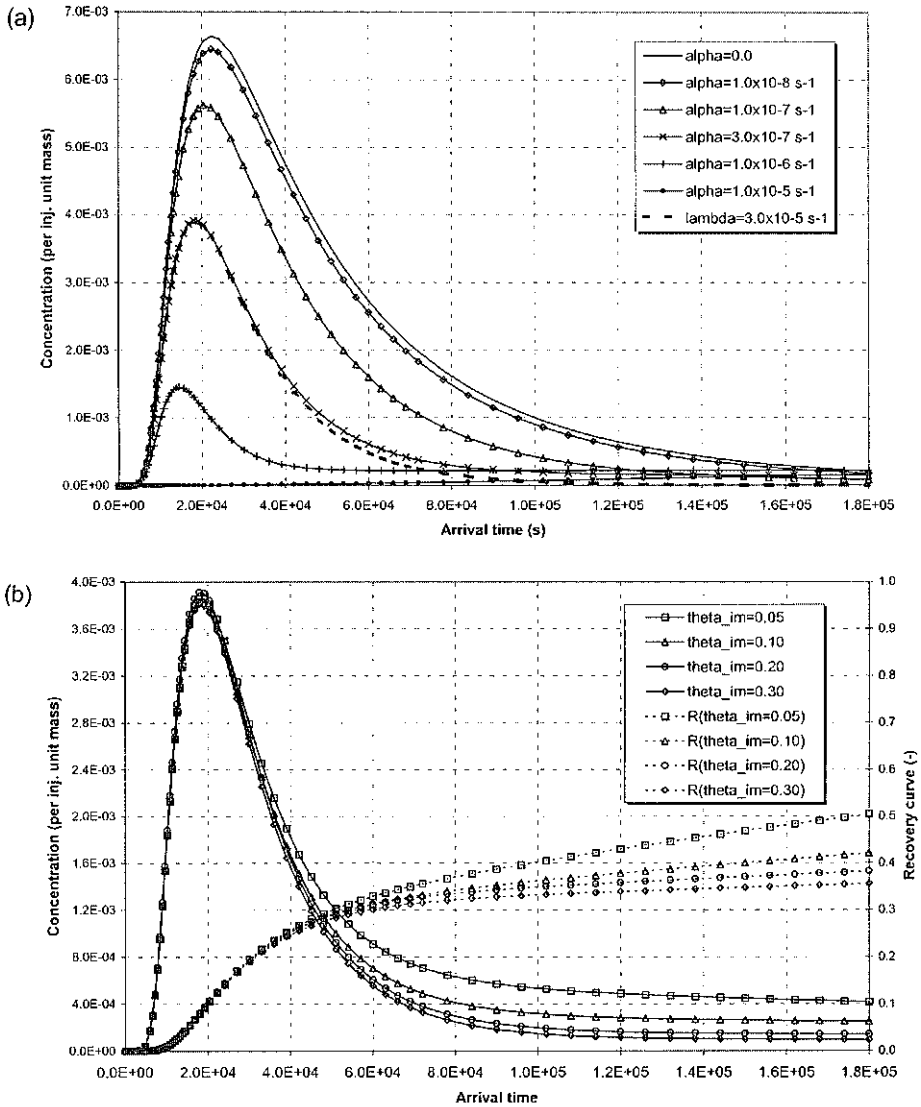 (a)
7.0E-03
6.0E-03
5.0E-03
4.0E-03
3.0E-03
2.0E-03
1.0E-03
0.0E+00
Concentration (per inj. unit mass)
alpha=0.0
alpha=1.0x10-8 s-1
alpha=1.0x10-7 s-1
alpha=3.0x10-7 s-1
alpha=1.0x10-6 s-1
alpha=1.0x10-5 s-1
lambda=3.0x10-5 s-1
0.0E+00 2.0E+04 4.0E+04 6.0E+04 8.0E+04 1.0E+05 1.2E+05 1.4E+05 1.6E+05 1.8E+05
Arrival time (s)
(b)
4.0E-03
3.6E-03
3.2E-03
2.8E-03
2.4E-03
2.0E-03
1.6E-03
1.2E-03
8.0E-04
4.0E-04
0.0E+00
Concentration (per inj. unit mass)
theta_im=0.05
theta_im=0.10
theta_im=0.20
theta_im=0.30
R(theta_im=0.05)
R(theta_im=0.10)
R(theta_im=0.20)
R(theta_im=0.30)
1.0
0.9
0.8
0.7
0.6
0.5
0.4
0.3
0.2
0.1
0.0
Recovery curve (-)
0.0E+00 2.0E+04 4.0E+04 6.0E+04 8.0E+04 1.0E+05 1.2E+05 1.4E+05 1.6E+05 1.8E+05
Arrival time